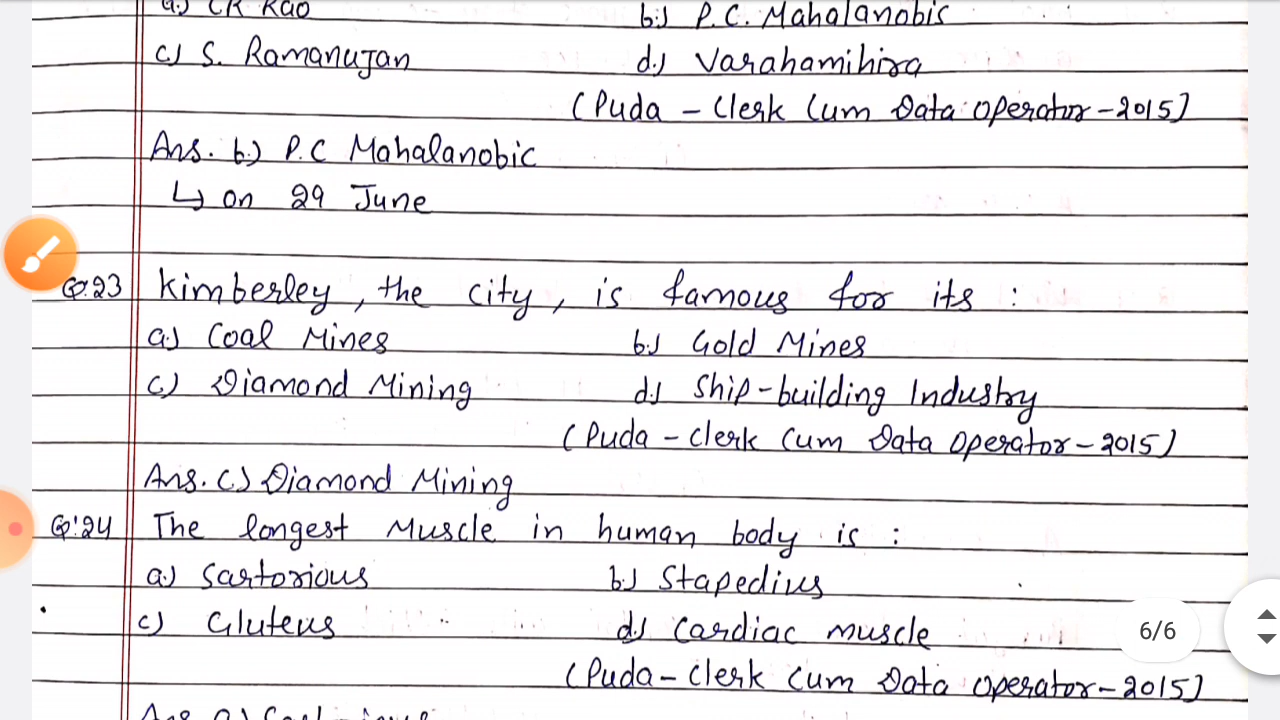 a.) CR Rao b.) P.C. Mahalanobis
c.) S. Ramanujan d.) Varahamihira
(Puda - Clerk Cum Data Operator - 2015)
Ans. b.) P.C Mahalanobic
↳ on 29 June
Q.23 Kimberley, the city, is famous for its :
a.) Coal Mines b.) Gold Mines
c.) Diamond Mining d.) Ship-building Industry
(Puda - Clerk Cum Data Operator - 2015)
Ans. c.) Diamond Mining
Q.24 The longest Muscle in human body is :
a.) Sartorious b.) Stapedius
c.) Gluteus d.) Cardiac muscle
6/6
(Puda - Clerk Cum Data Operator - 2015)
Ans a.)